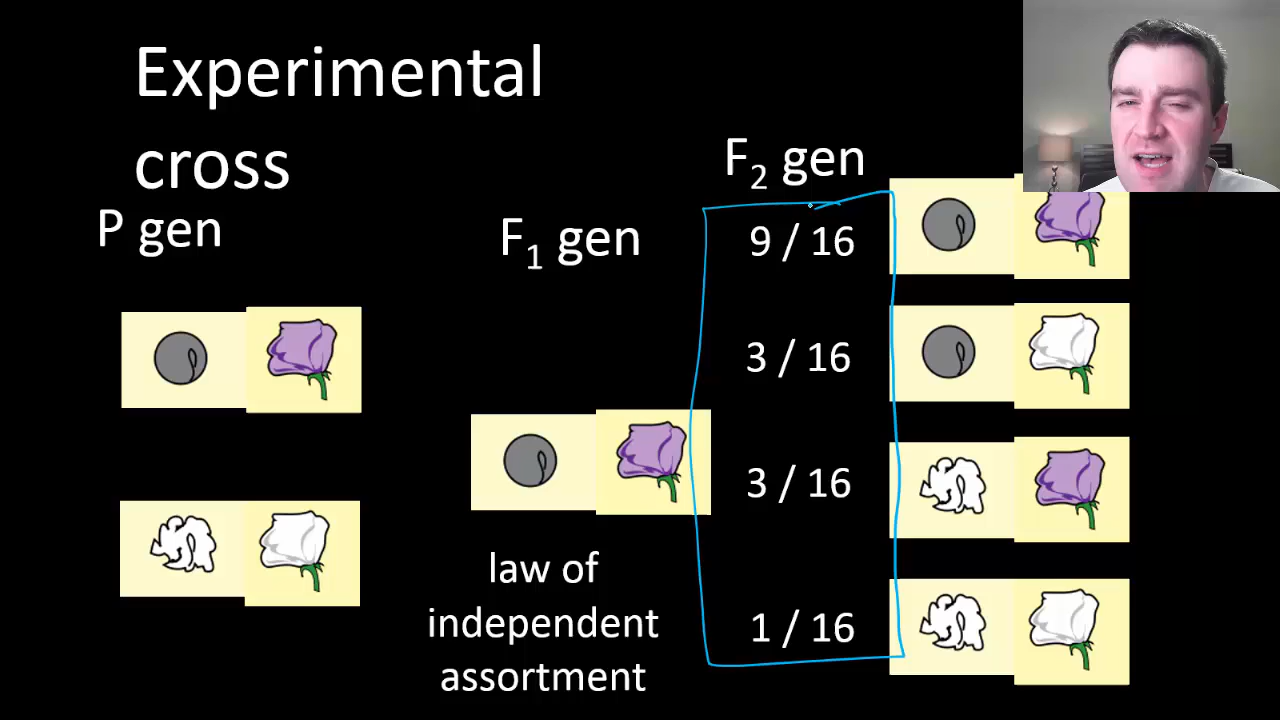 Experimental
cross
P gen
F₁ gen
F₂ gen
9 / 16
3 / 16
3 / 16
1 / 16
law of
independent
assortment